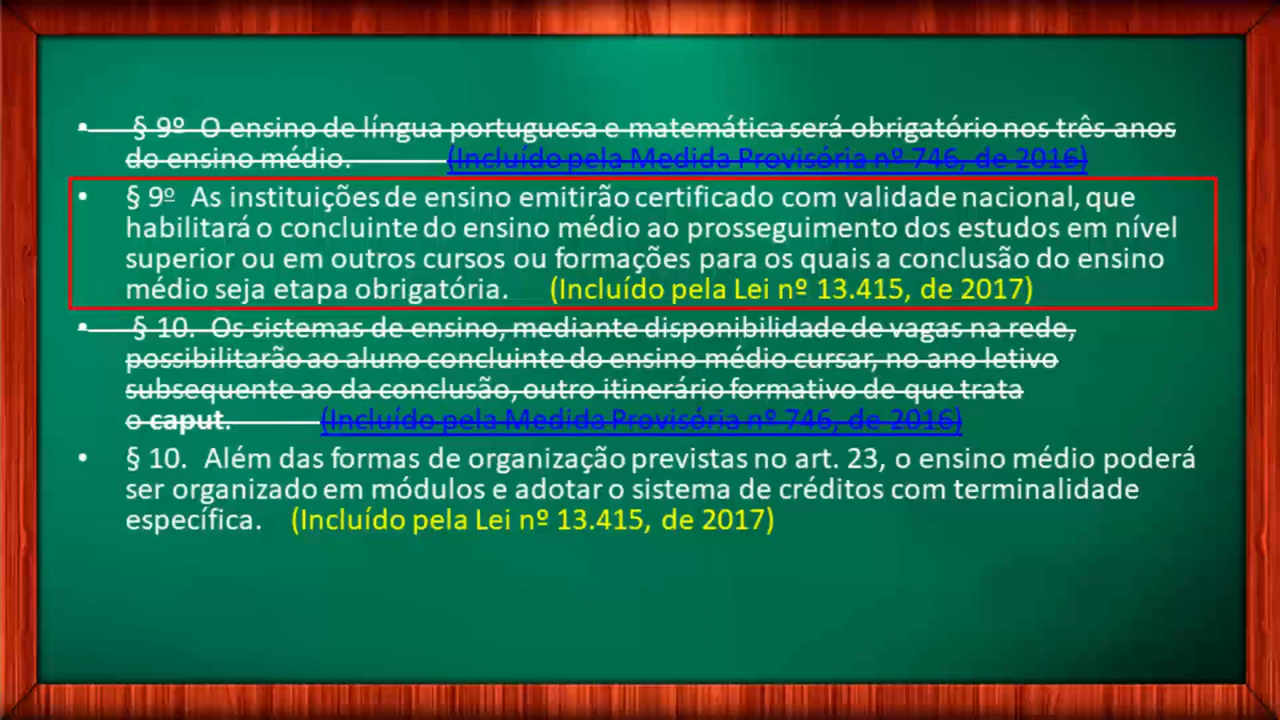 • § 9º O ensino de língua portuguesa e matemática será obrigatório nos três anos
do ensino médio. (Incluído pela Medida Provisória nº 746, de 2016)
• § 9º As instituições de ensino emitirão certificado com validade nacional, que
habilitará o concluinte do ensino médio ao prosseguimento dos estudos em nível
superior ou em outros cursos ou formações para os quais a conclusão do ensino
médio seja etapa obrigatória. (Incluído pela Lei nº 13.415, de 2017)
• § 10. Os sistemas de ensino, mediante disponibilidade de vagas na rede,
possibilitarão ao aluno concluinte do ensino médio cursar, no ano letivo
subsequente ao da conclusão, outro itinerário formativo de que trata
o caput. (Incluído pela Medida Provisória nº 746, de 2016)
• § 10. Além das formas de organização previstas no art. 23, o ensino médio poderá
ser organizado em módulos e adotar o sistema de créditos com terminalidade
específica. (Incluído pela Lei nº 13.415, de 2017)